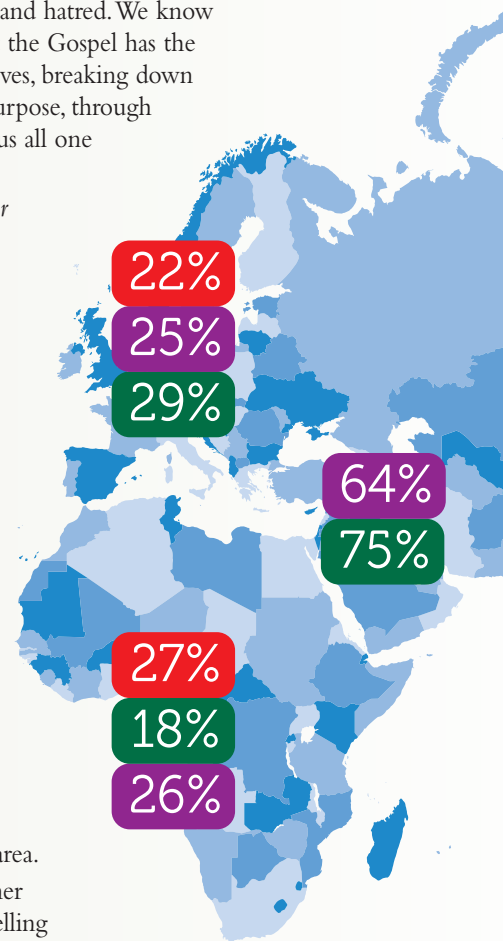 and hatred. We know
the Gospel has the
ves, breaking down
urpose, through
us all one
r
22%
25%
29%
64%
75%
27%
18%
26%
area.
ner
elling